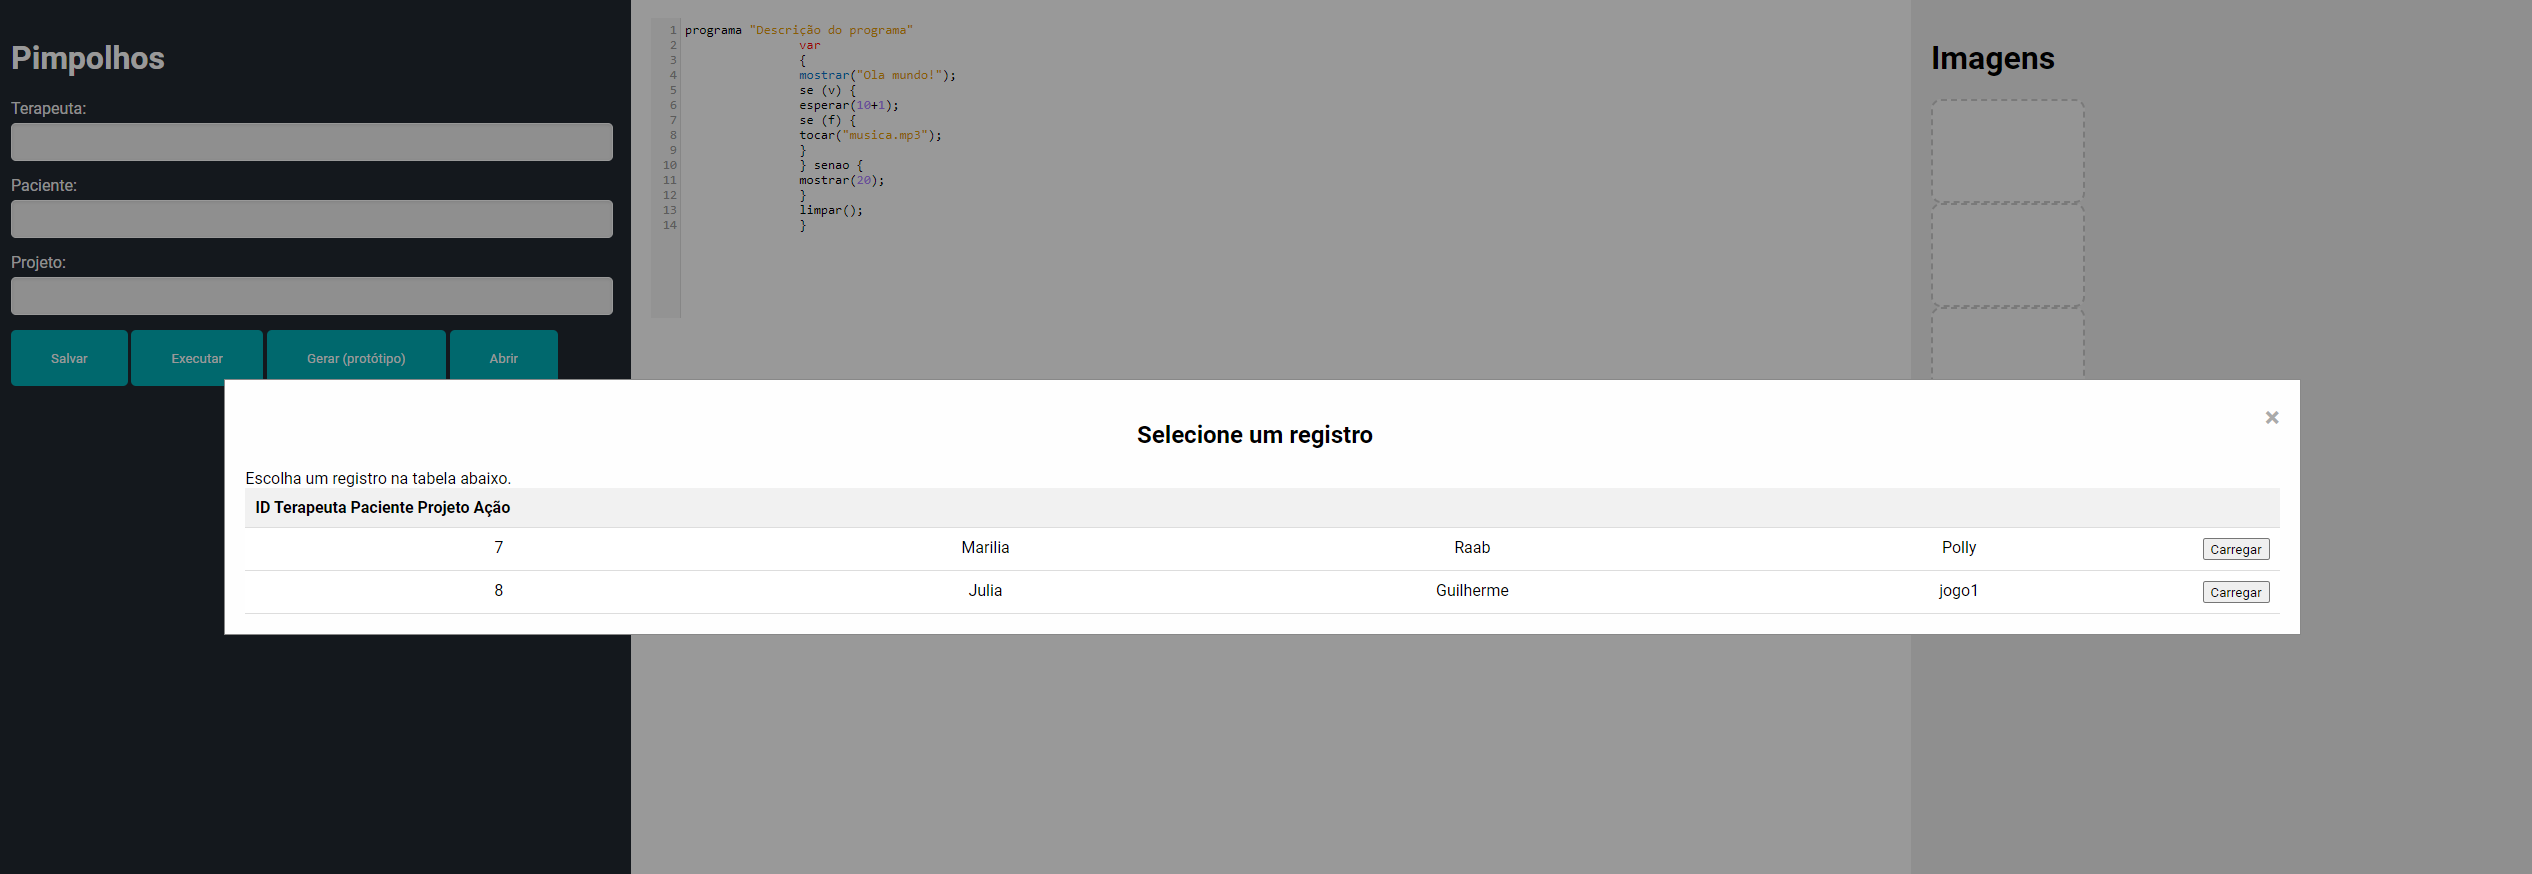 Pimpolhos
Terapeuta:
Paciente:
Projeto:
Salvar Executar Gerar (protótipo) Abrir
1 programa "Descrição do programa"
2 var
3 {
4 mostrar("Ola mundo!");
5 se (v) {
6 esperar(10+1);
7 se (f) {
8 tocar("musica.mp3");
9 }
10 } senao {
11 mostrar(20);
12 }
13 limpar();
14 }
Imagens
×
Selecione um registro
Escolha um registro na tabela abaixo.
ID Terapeuta Paciente Projeto Ação
7 Marilia Raab Polly Carregar
8 Julia Guilherme jogo1 Carregar